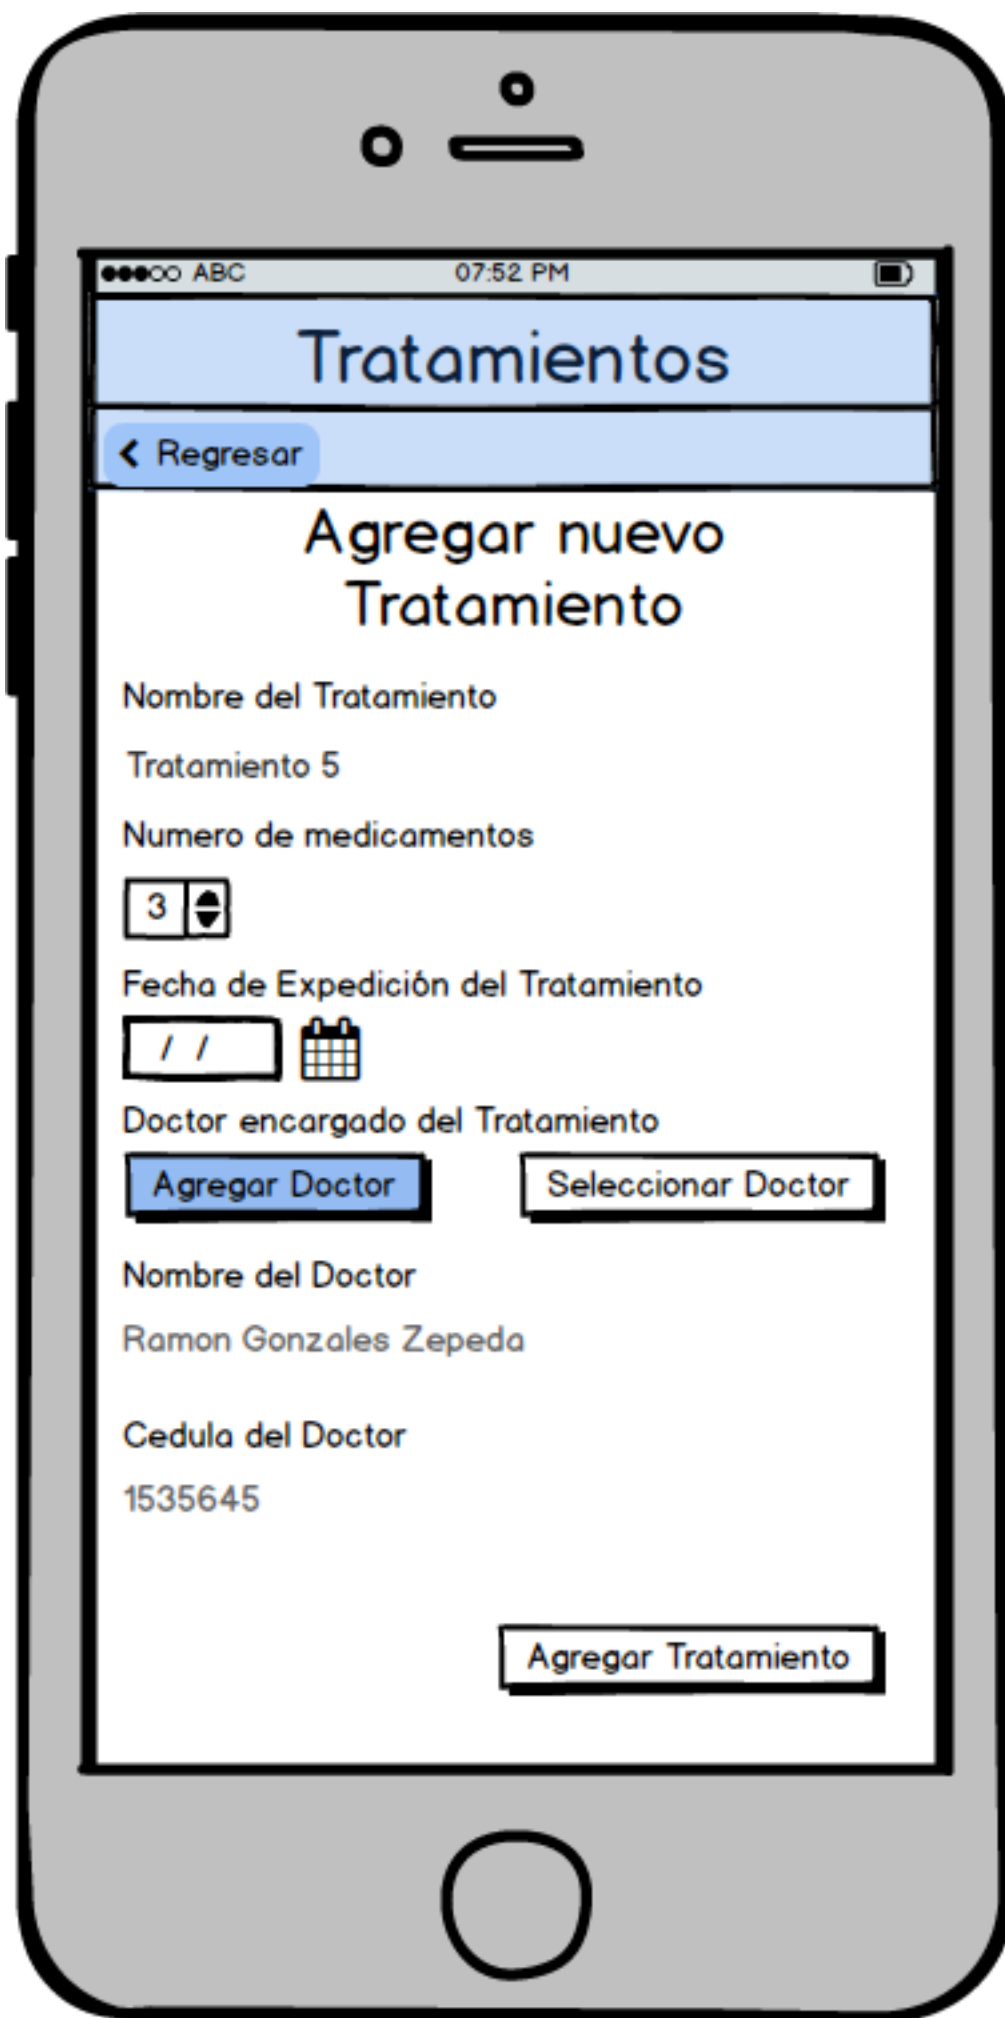 ABC 07:52 PM
Tratamientos
Regresar
Agregar nuevo
Tratamiento
Nombre del Tratamiento
Tratamiento 5
Numero de medicamentos
3
Fecha de Expedición del Tratamiento
/ /
Doctor encargado del Tratamiento
Agregar Doctor Seleccionar Doctor
Nombre del Doctor
Ramon Gonzales Zepeda
Cedula del Doctor
1535645
Agregar Tratamiento